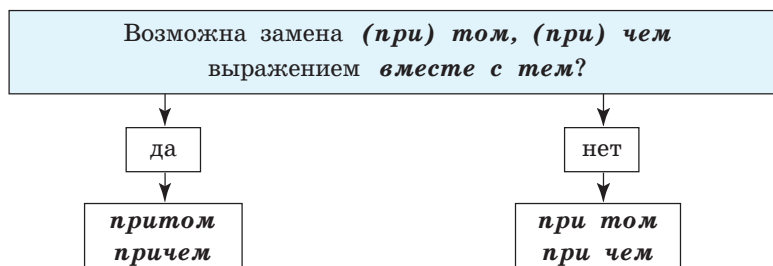 Возможна замена (при) том, (при) чем
выражением вместе с тем?
да
нет
притом
причем
при том
при чем